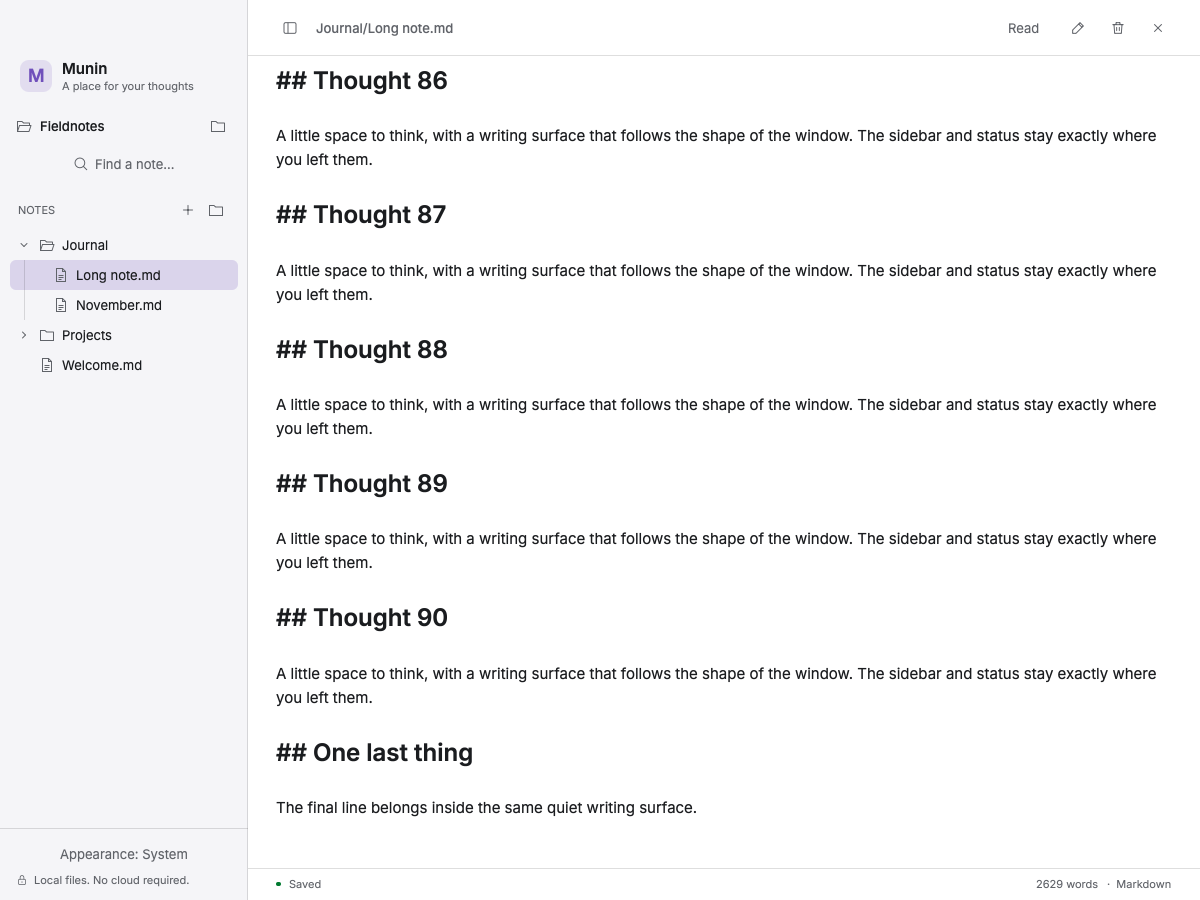 M
Munin
A place for your thoughts
Fieldnotes
Find a note...
NOTES
Journal
Long note.md
November.md
Projects
Welcome.md
Appearance: System
Local files. No cloud required.
Journal/Long note.md
Read
## Thought 86
A little space to think, with a writing surface that follows the shape of the window. The sidebar and status stay exactly where
you left them.
## Thought 87
A little space to think, with a writing surface that follows the shape of the window. The sidebar and status stay exactly where
you left them.
## Thought 88
A little space to think, with a writing surface that follows the shape of the window. The sidebar and status stay exactly where
you left them.
## Thought 89
A little space to think, with a writing surface that follows the shape of the window. The sidebar and status stay exactly where
you left them.
## Thought 90
A little space to think, with a writing surface that follows the shape of the window. The sidebar and status stay exactly where
you left them.
## One last thing
The final line belongs inside the same quiet writing surface.
Saved
2629 words · Markdown